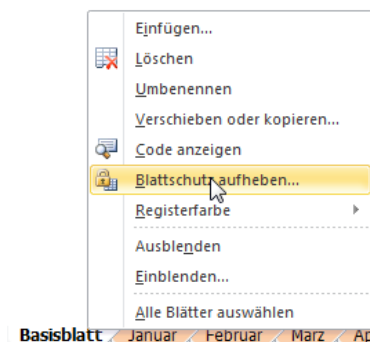 Einfügen...
Löschen
Umbenennen
Verschieben oder kopieren...
Code anzeigen
Blattschutz aufheben...
Registerfarbe
Ausblenden
Einblenden...
Alle Blätter auswählen
Basisblatt Januar Februar März Ap